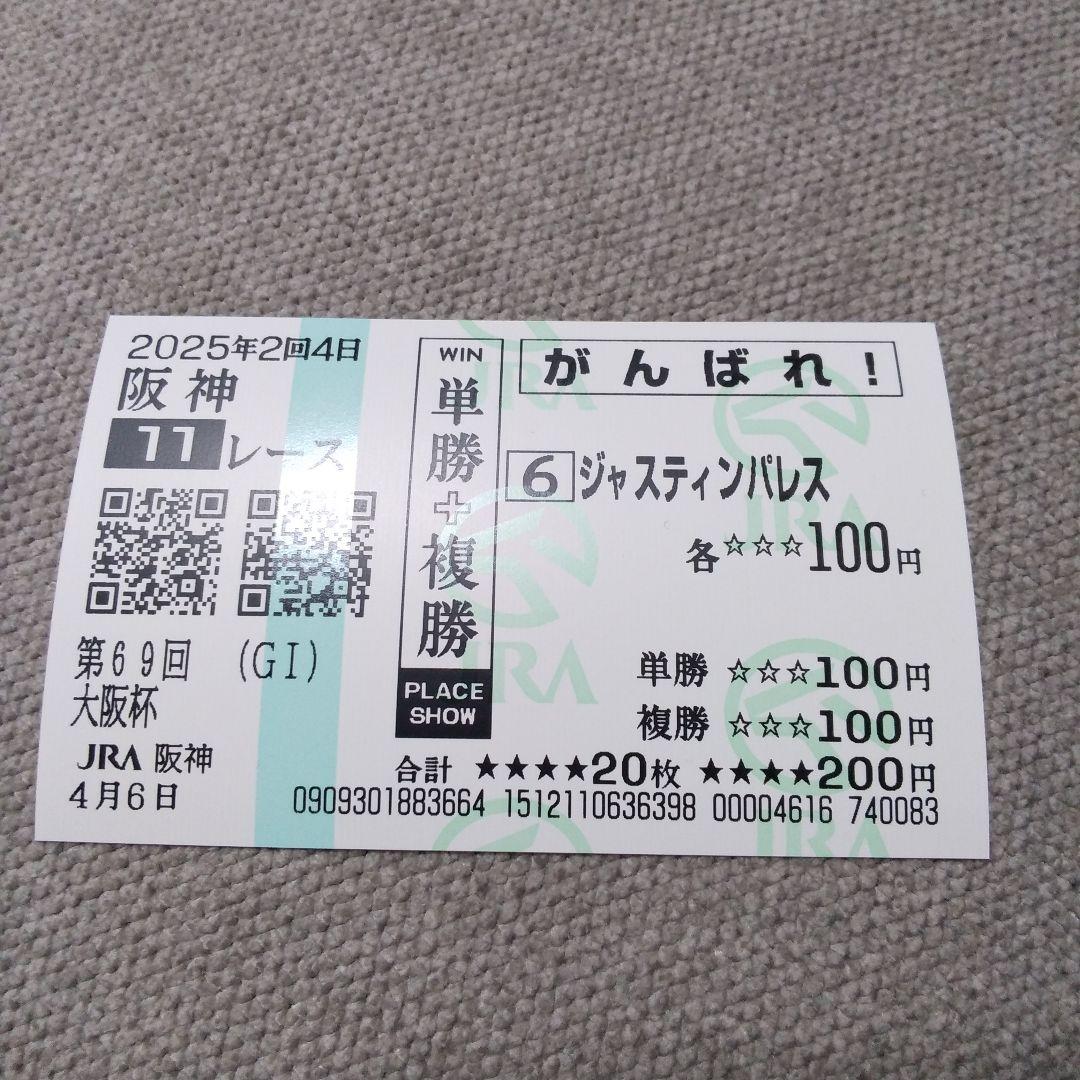 2025年2回4日
阪神
11レース
第69回 (GI)
大阪杯
JRA 阪神
4月6日
WIN
単勝+複勝
PLACE
SHOW
がんばれ!
6 ジャスティンパレス
各☆☆☆100円
単勝 ☆☆☆100円
複勝 ☆☆☆100円
合計 ★★★★20枚 ★★★★200円
0909301883664 1512110636398 00004616 740083
JRA
JRA
JRA
JRA